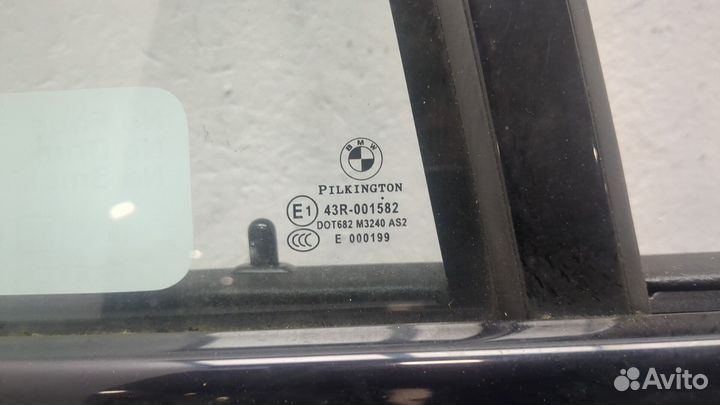 BMW
PILKINGTON
E1 43R-001582
DOT682 M3240 AS2
CCC E 000199
Avito